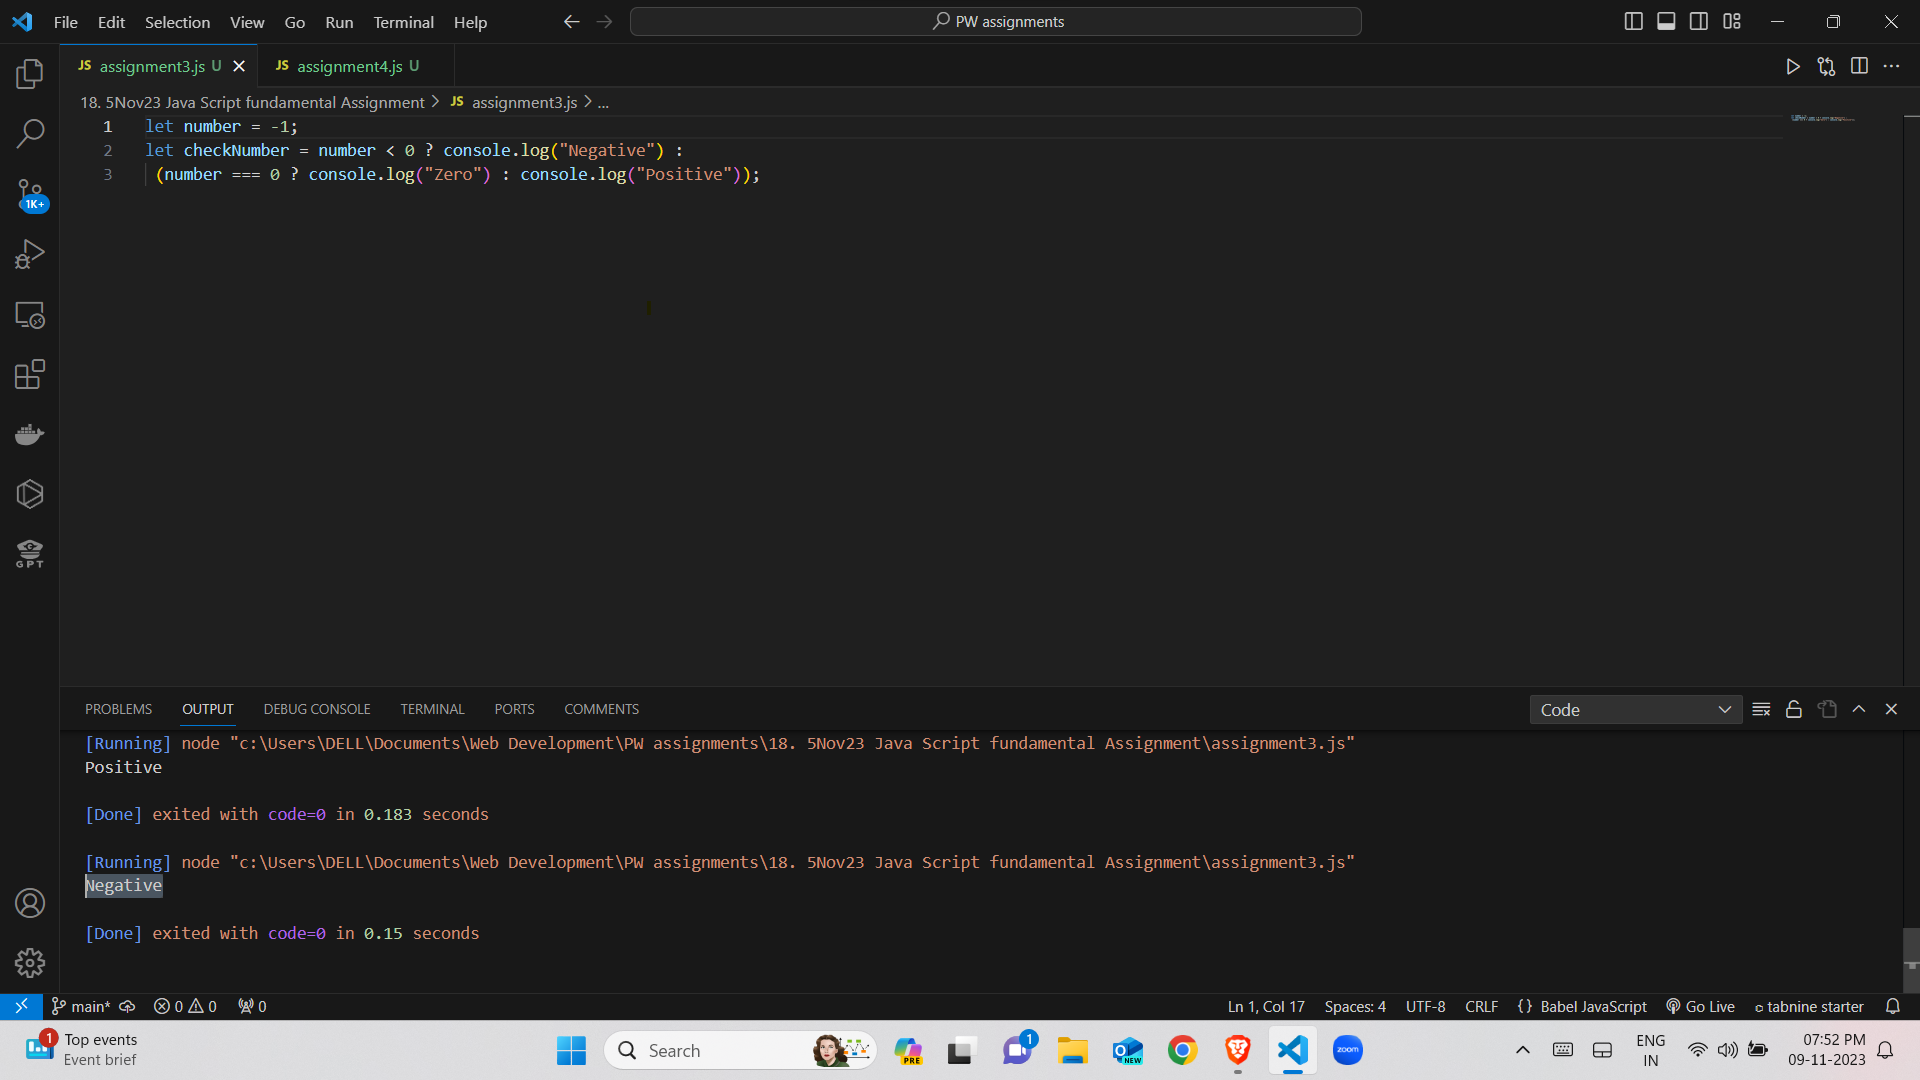 File Edit Selection View Go Run Terminal Help
PW assignments
JS assignment3.js U
JS assignment4.js U
18. 5Nov23 Java Script fundamental Assignment > JS assignment3.js > ...
1 let number = -1;
2 let checkNumber = number < 0 ? console.log("Negative") :
3 (number === 0 ? console.log("Zero") : console.log("Positive"));
1K+
GPT
PROBLEMS OUTPUT DEBUG CONSOLE TERMINAL PORTS COMMENTS
Code
[Running] node "c:\Users\DELL\Documents\Web Development\PW assignments\18. 5Nov23 Java Script fundamental Assignment\assignment3.js"
Positive
[Done] exited with code=0 in 0.183 seconds
[Running] node "c:\Users\DELL\Documents\Web Development\PW assignments\18. 5Nov23 Java Script fundamental Assignment\assignment3.js"
Negative
[Done] exited with code=0 in 0.15 seconds
main* 0 0 0
Ln 1, Col 17 Spaces: 4 UTF-8 CRLF {} Babel JavaScript Go Live tabnine starter
1
Top events
Event brief
Search
PRE
1
NEW
zoom
ENG
IN
07:52 PM
09-11-2023